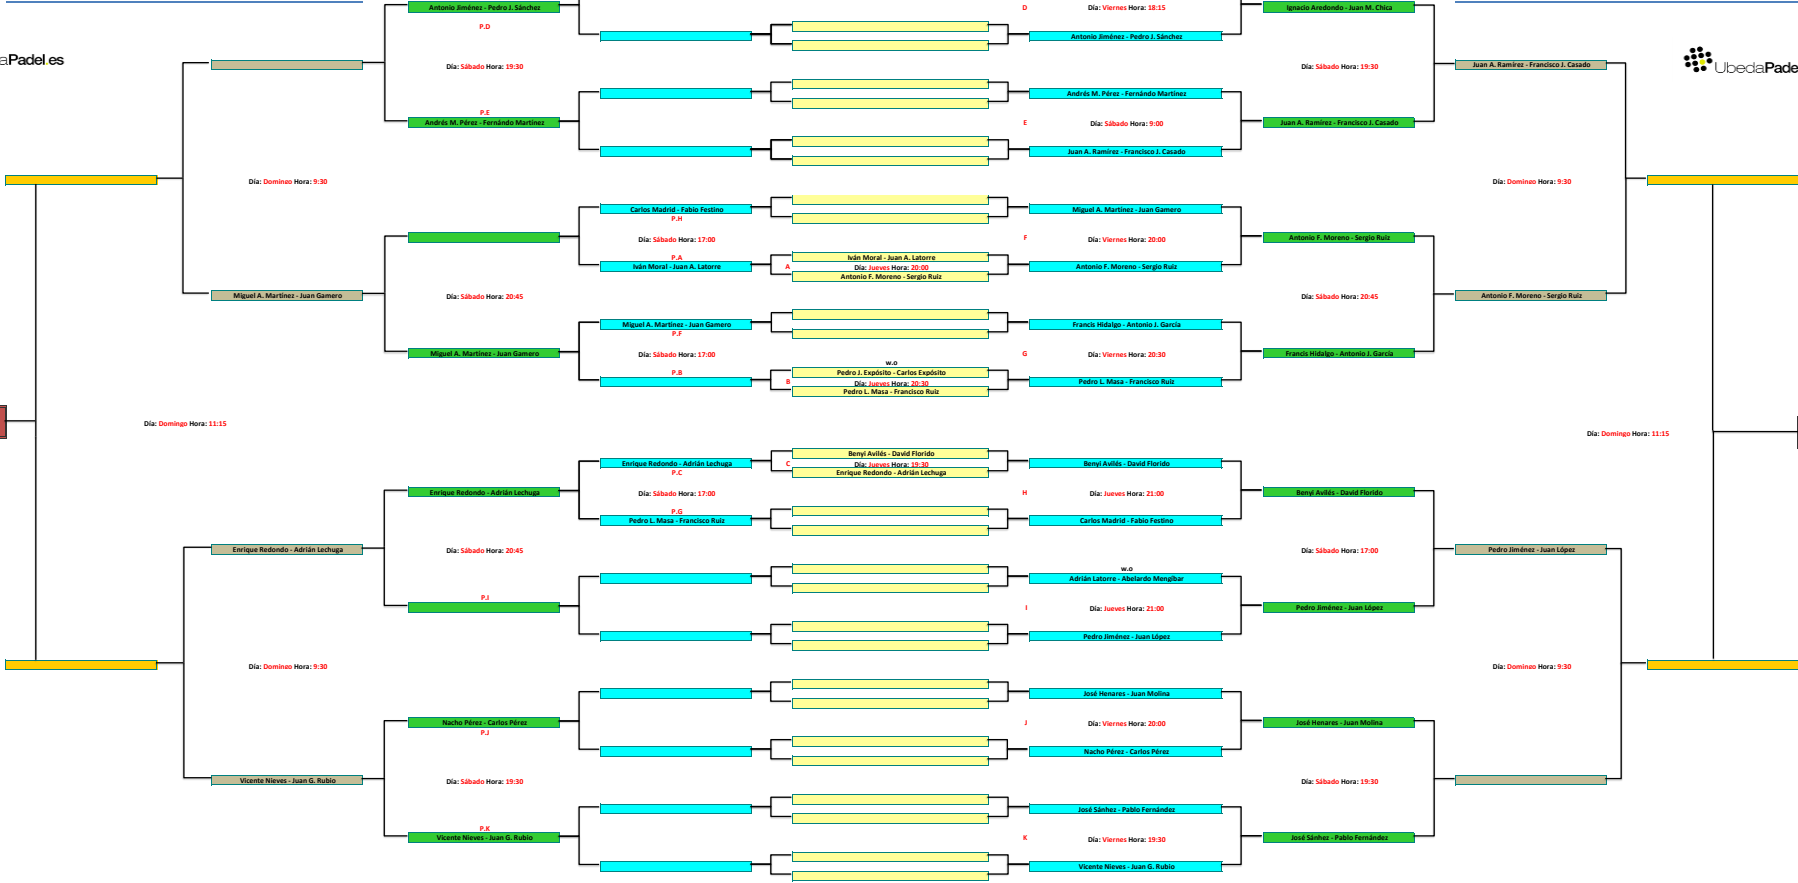 Antonio Jiménez - Pedro J. Sánchez
D
Día: Viernes Hora: 18:15
Ignacio Aredondo - Juan M. Chica
P.D
Antonio Jiménez - Pedro J. Sánchez
aPadel.es
Día: Sábado Hora: 19:30
Día: Sábado Hora: 19:30
Juan A. Ramírez - Francisco J. Casado
UbedaPade
Andrés M. Pérez - Fernándo Martínez
P.E
Andrés M. Pérez - Fernándo Martínez
E
Día: Sábado Hora: 9:00
Juan A. Ramírez - Francisco J. Casado
Juan A. Ramírez - Francisco J. Casado
Día: Domingo Hora: 9:30
Día: Domingo Hora: 9:30
Carlos Madrid - Fabio Festino
Miguel A. Martínez - Juan Gamero
P.H
Día: Sábado Hora: 17:00
F
Día: Viernes Hora: 20:00
Antonio F. Moreno - Sergio Ruiz
P.A
Iván Moral - Juan A. Latorre
Iván Moral - Juan A. Latorre
A
Día: Jueves Hora: 20:00
Antonio F. Moreno - Sergio Ruiz
Antonio F. Moreno - Sergio Ruiz
Miguel A. Martínez - Juan Gamero
Día: Sábado Hora: 20:45
Día: Sábado Hora: 20:45
Antonio F. Moreno - Sergio Ruiz
Miguel A. Martínez - Juan Gamero
Francis Hidalgo - Antonio J. García
P.F
Miguel A. Martínez - Juan Gamero
Día: Sábado Hora: 17:00
G
Día: Viernes Hora: 20:30
Francis Hidalgo - Antonio J. García
w.o
P.B
Pedro J. Expósito - Carlos Expósito
B
Día: Jueves Hora: 20:30
Pedro L. Masa - Francisco Ruiz
Pedro L. Masa - Francisco Ruiz
Día: Domingo Hora: 11:15
Día: Domingo Hora: 11:15
Benyi Avilés - David Florido
Enrique Redondo - Adrián Lechuga
C
Día: Jueves Hora: 19:30
Benyi Avilés - David Florido
P.C
Enrique Redondo - Adrián Lechuga
Enrique Redondo - Adrián Lechuga
Día: Sábado Hora: 17:00
H
Día: Jueves Hora: 21:00
Benyi Avilés - David Florido
P.G
Pedro L. Masa - Francisco Ruiz
Carlos Madrid - Fabio Festino
Enrique Redondo - Adrián Lechuga
Día: Sábado Hora: 20:45
Día: Sábado Hora: 17:00
Pedro Jiménez - Juan López
w.o
Adrián Latorre - Abelardo Mengibar
P.I
I
Día: Jueves Hora: 21:00
Pedro Jiménez - Juan López
Pedro Jiménez - Juan López
Día: Domingo Hora: 9:30
Día: Domingo Hora: 9:30
José Henares - Juan Molina
Nacho Pérez - Carlos Pérez
J
Día: Viernes Hora: 20:00
José Henares - Juan Molina
P.J
Nacho Pérez - Carlos Pérez
Vicente Nieves - Juan G. Rubio
Día: Sábado Hora: 19:30
Día: Sábado Hora: 19:30
José Sánhez - Pablo Fernández
P.K
Vicente Nieves - Juan G. Rubio
K
Día: Viernes Hora: 19:30
José Sánhez - Pablo Fernández
Vicente Nieves - Juan G. Rubio